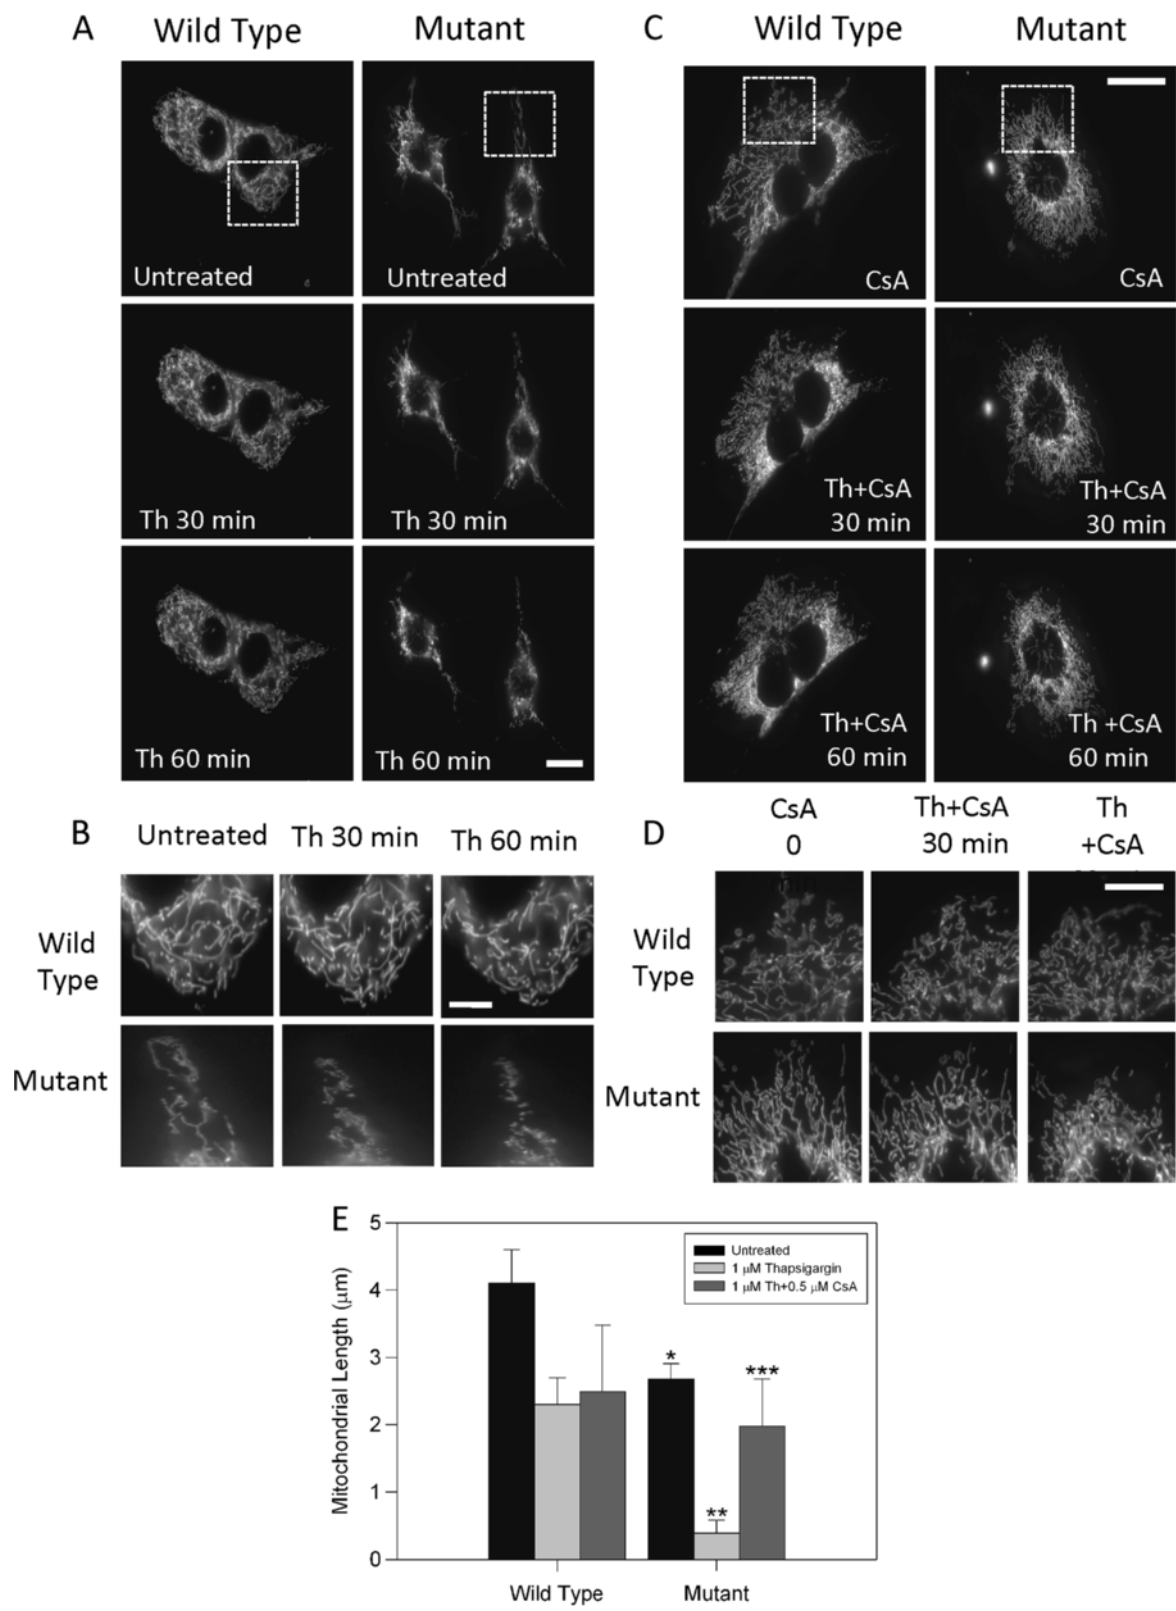 A
Wild Type
Mutant
C
Wild Type
Mutant
Untreated
Untreated
CsA
CsA
Th 30 min
Th 30 min
Th+CsA
30 min
Th+CsA
30 min
Th 60 min
Th 60 min
Th+CsA
60 min
Th +CsA
60 min
B
Untreated
Th 30 min
Th 60 min
D
CsA
0
Th+CsA
30 min
Th
+CsA
Wild
Type
Mutant
Wild
Type
Mutant
E
5
4
3
2
1
0
Mitochondrial Length (μm)
Untreated
1 μM Thapsigargin
1 μM Th+0.5 μM CsA
*
**
***
Wild Type
Mutant